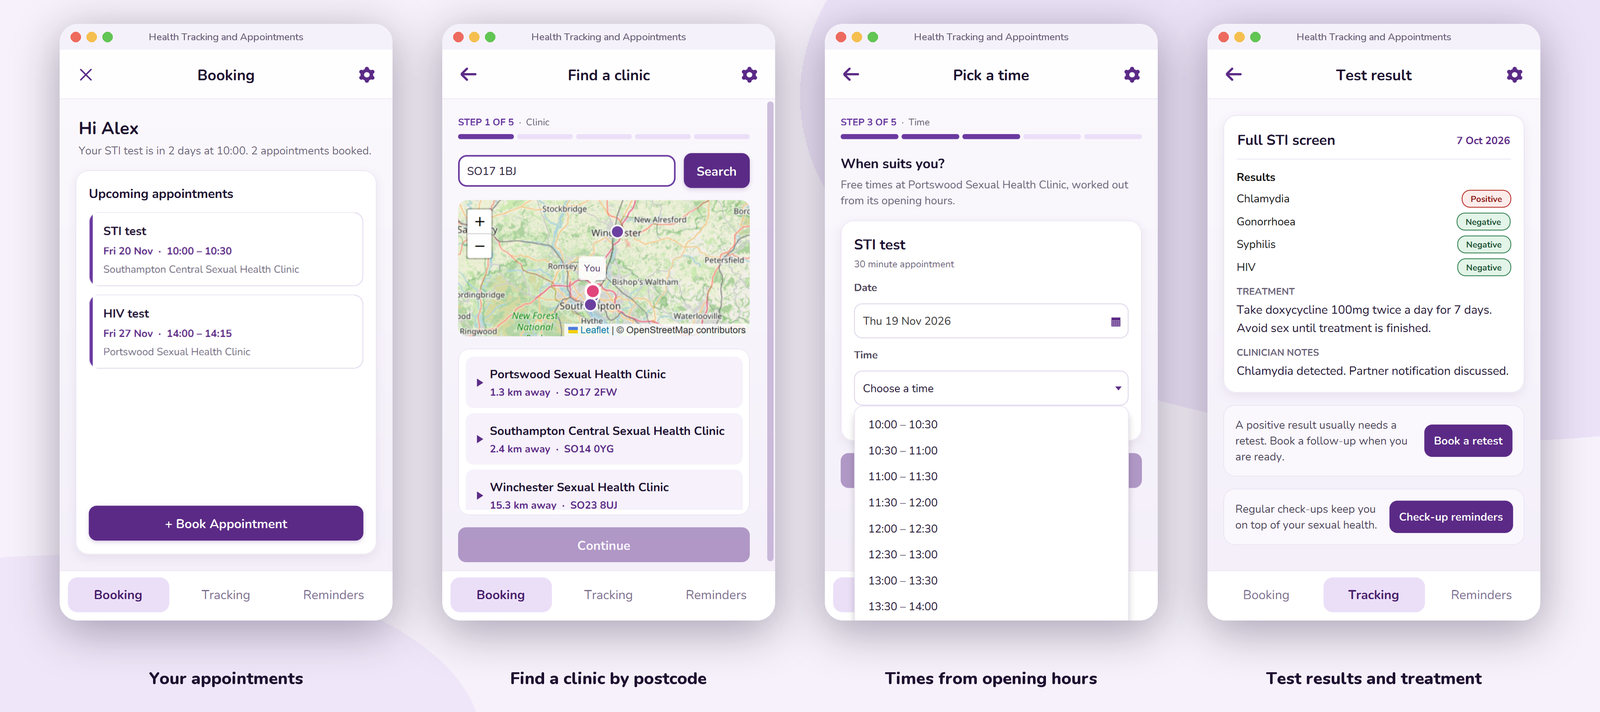 Health Tracking and Appointments
Booking
Hi Alex
Your STI test is in 2 days at 10:00. 2 appointments booked.
Upcoming appointments
STI test
Fri 20 Nov · 10:00 – 10:30
Southampton Central Sexual Health Clinic
HIV test
Fri 27 Nov · 14:00 – 14:15
Portswood Sexual Health Clinic
+ Book Appointment
Booking Tracking Reminders
Your appointments
Health Tracking and Appointments
Find a clinic
STEP 1 OF 5 · Clinic
SO17 1BJ Search
+
−
Stockbridge
New Alresford
Winchester
Romsey
You
Petersfield
Bishop's Waltham
ordingbridge
Southampton
New Forest
National
Hythe
Waterlooville
Ringwood
Leaflet | © OpenStreetMap contributors
Portswood Sexual Health Clinic
1.3 km away · SO17 2FW
Southampton Central Sexual Health Clinic
2.4 km away · SO14 0YG
Winchester Sexual Health Clinic
15.3 km away · SO23 8UJ
Continue
Booking Tracking Reminders
Find a clinic by postcode
Health Tracking and Appointments
Pick a time
STEP 3 OF 5 · Time
When suits you?
Free times at Portswood Sexual Health Clinic, worked out
from its opening hours.
STI test
30 minute appointment
Date
Thu 19 Nov 2026
Time
Choose a time
10:00 – 10:30
10:30 – 11:00
11:00 – 11:30
11:30 – 12:00
12:00 – 12:30
12:30 – 13:00
13:00 – 13:30
13:30 – 14:00
Times from opening hours
Health Tracking and Appointments
Test result
Full STI screen 7 Oct 2026
Results
Chlamydia Positive
Gonorrhoea Negative
Syphilis Negative
HIV Negative
TREATMENT
Take doxycycline 100mg twice a day for 7 days.
Avoid sex until treatment is finished.
CLINICIAN NOTES
Chlamydia detected. Partner notification discussed.
A positive result usually needs a
retest. Book a follow-up when you
are ready.
Book a retest
Regular check-ups keep you
on top of your sexual health.
Check-up reminders
Booking Tracking Reminders
Test results and treatment